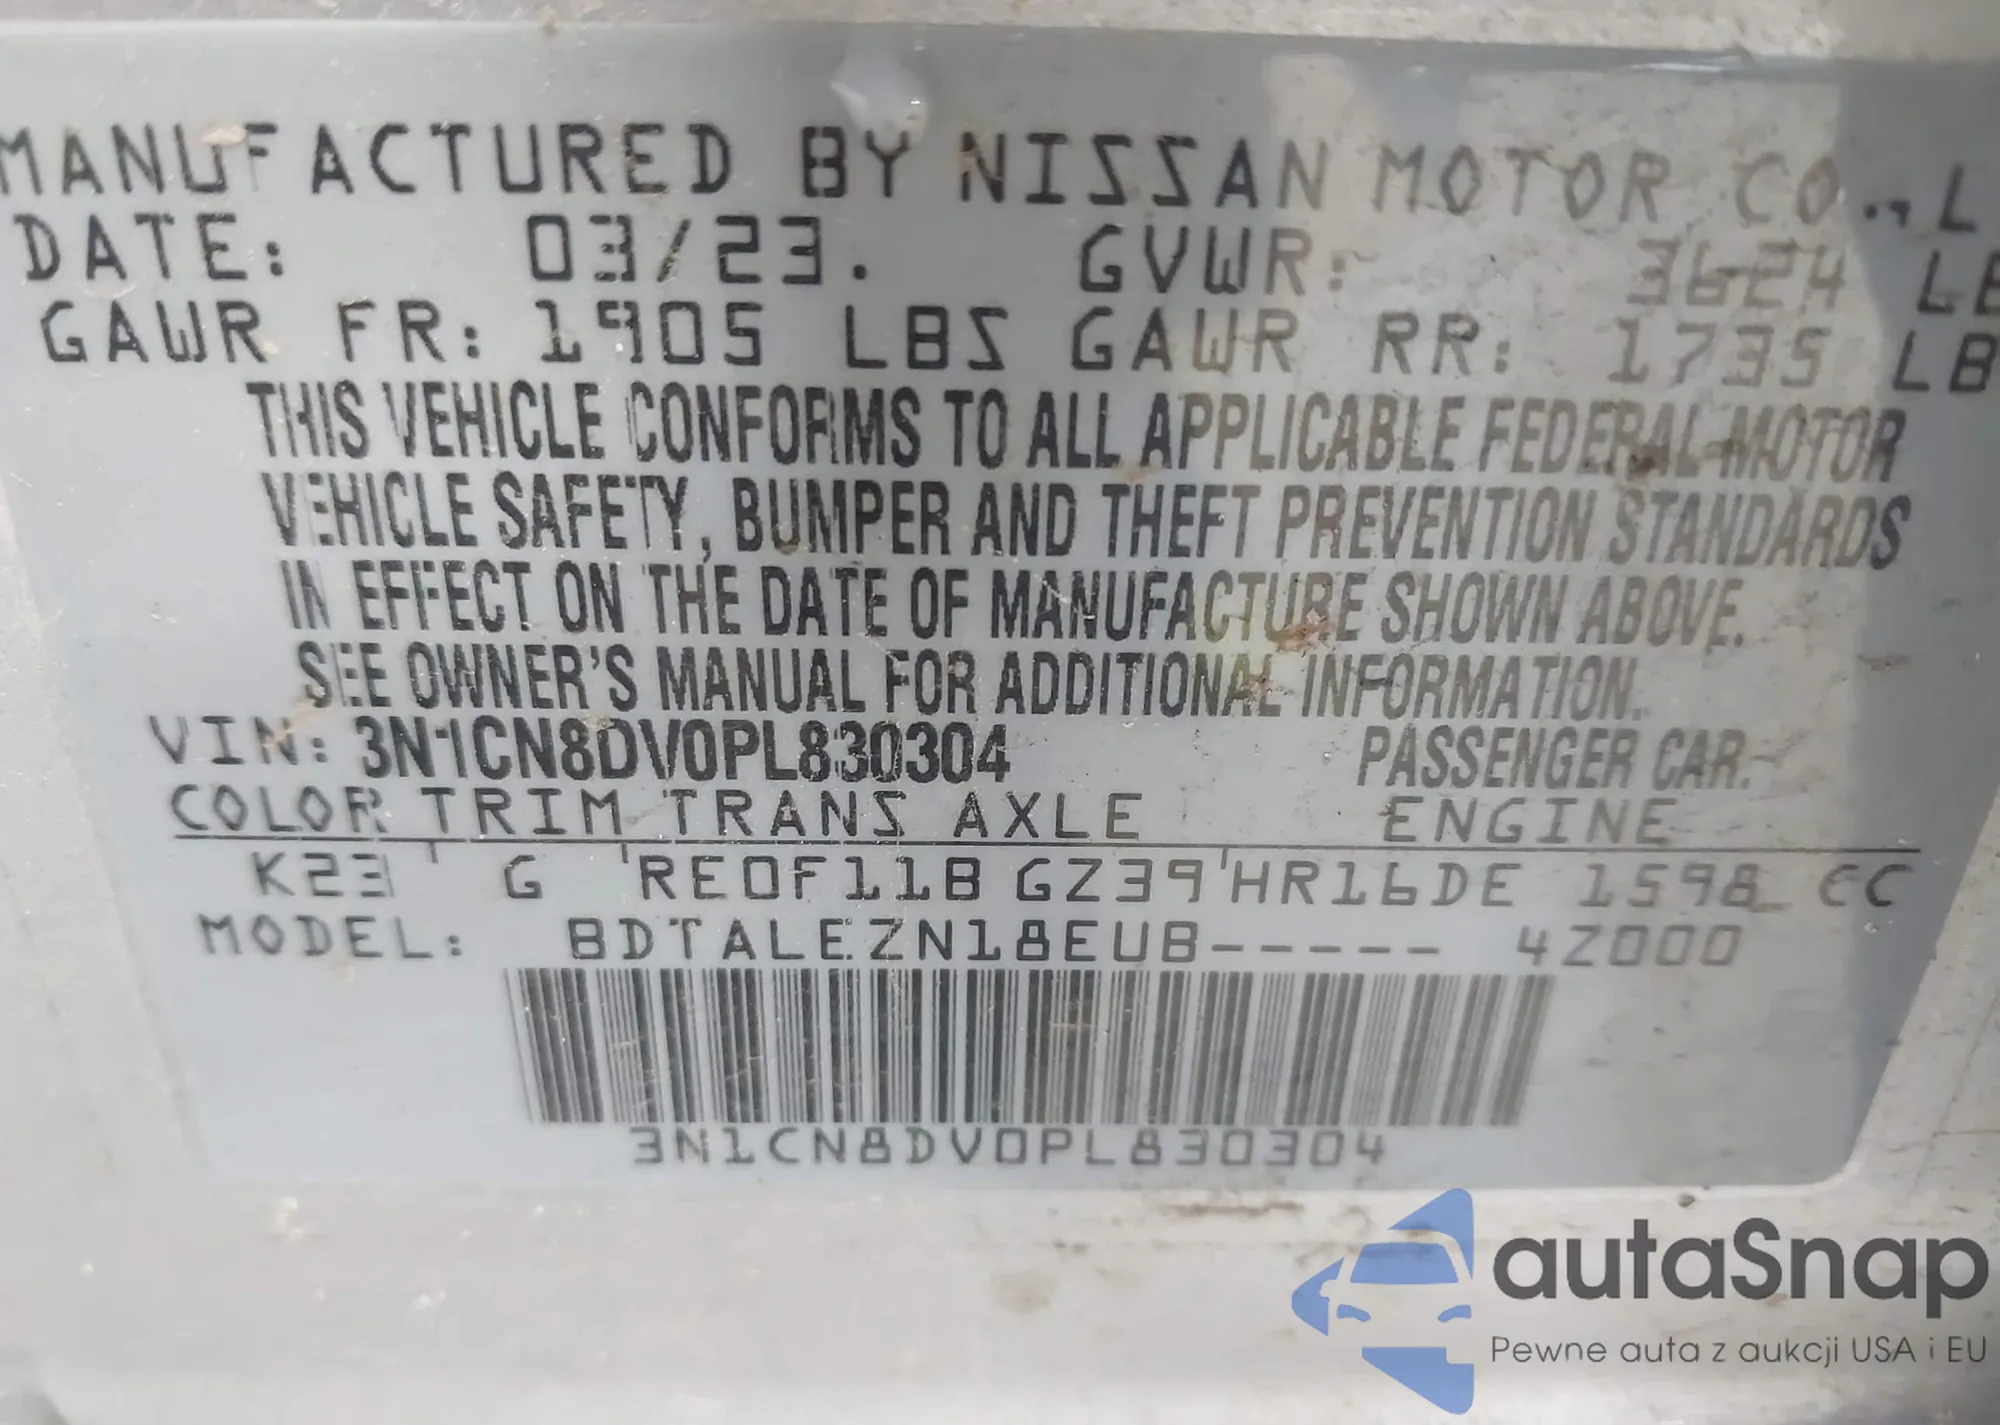 MANUFACTURED BY NISSAN MOTOR CO., L
DATE: 03/23. GVWR: 3624 LB
GAWR FR: 1905 LBS GAWR RR: 1735 LB
THIS VEHICLE CONFORMS TO ALL APPLICABLE FEDERAL MOTOR
VEHICLE SAFETY, BUMPER AND THEFT PREVENTION STANDARDS
IN EFFECT ON THE DATE OF MANUFACTURE SHOWN ABOVE.
SEE OWNER'S MANUAL FOR ADDITIONAL INFORMATION.
VIN: 3N1CN8DV0PL830304 PASSENGER CAR.
COLOR TRIM TRANS AXLE ENGINE
K23 G RE0F11B GZ39 HR16DE 1598 CC
MODEL: BDTALEZN18EUB----- 4Z000
3N1CN8DV0PL830304
autaSnap
Pewne auta z aukcji USA i EU